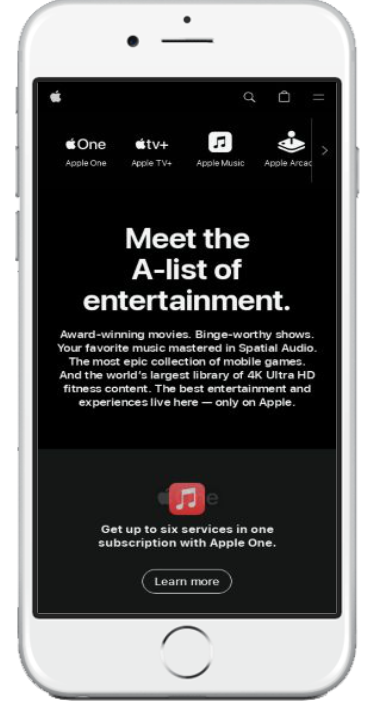 One
tv+
Apple One
Apple TV+
Apple Music
Apple Arcad
Meet the
A-list of
entertainment.
Award-winning movies. Binge-worthy shows.
Your favorite music mastered in Spatial Audio.
The most epic collection of mobile games.
And the world's largest library of 4K Ultra HD
fitness content. The best entertainment and
experiences live here — only on Apple.
Get up to six services in one
subscription with Apple One.
Learn more